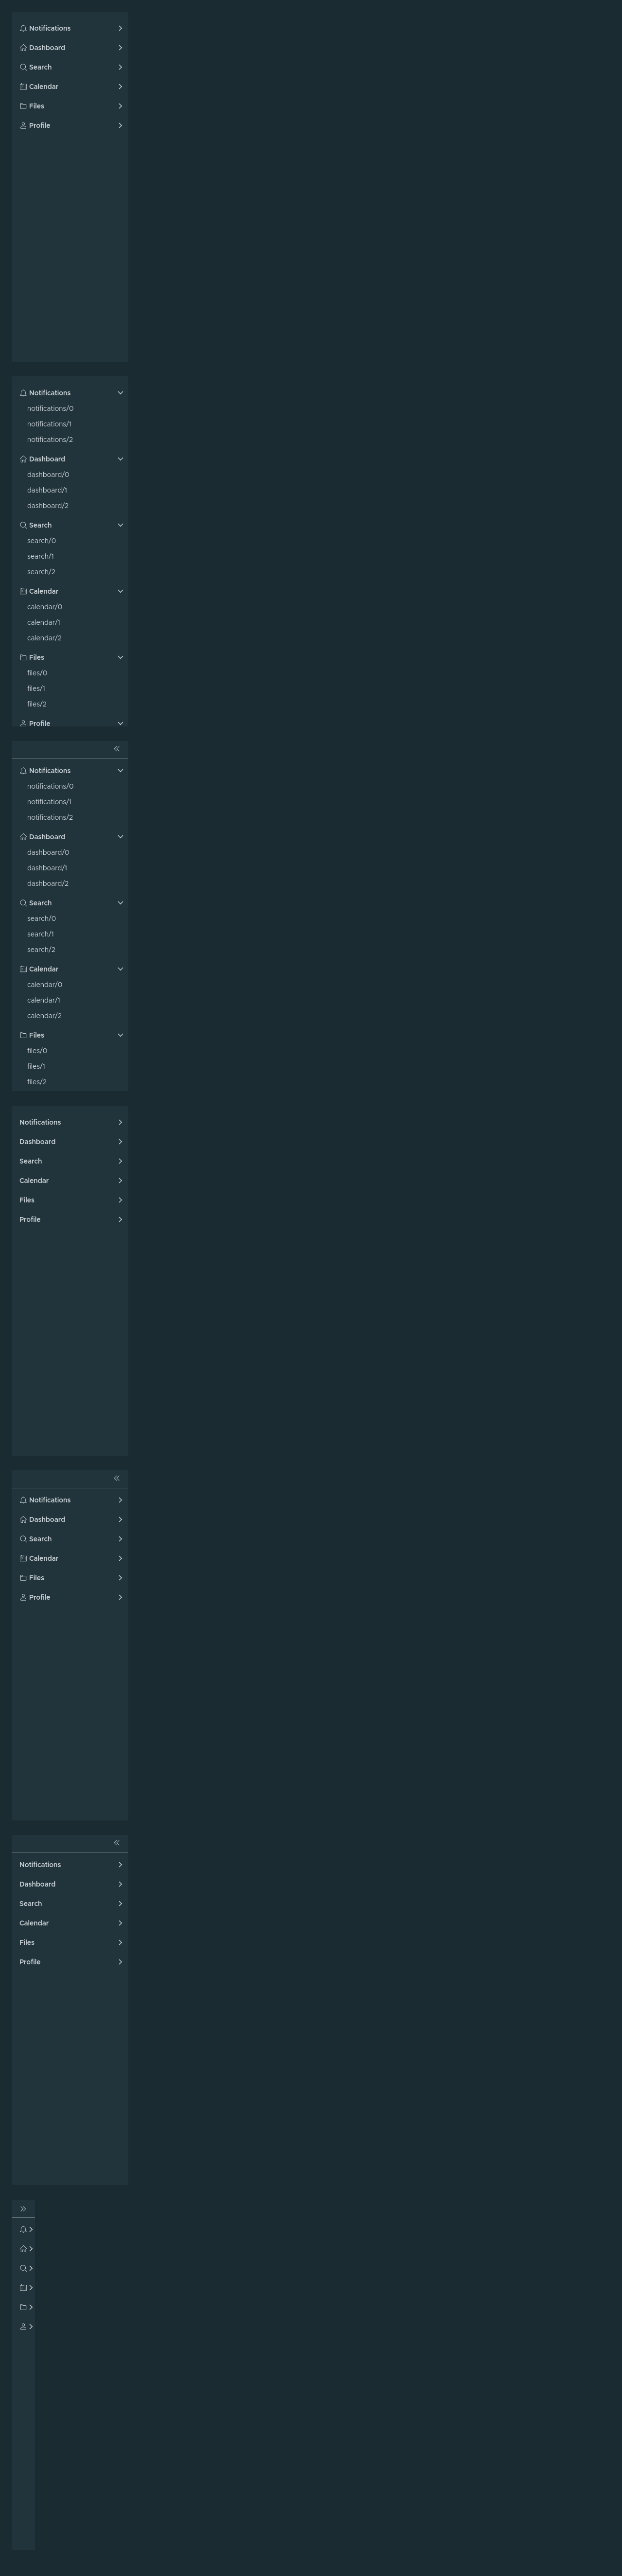 Notifications
Dashboard
Search
Calendar
Files
Profile
Notifications
notifications/0
notifications/1
notifications/2
Dashboard
dashboard/0
dashboard/1
dashboard/2
Search
search/0
search/1
search/2
Calendar
calendar/0
calendar/1
calendar/2
Files
files/0
files/1
files/2
Profile
Notifications
notifications/0
notifications/1
notifications/2
Dashboard
dashboard/0
dashboard/1
dashboard/2
Search
search/0
search/1
search/2
Calendar
calendar/0
calendar/1
calendar/2
Files
files/0
files/1
files/2
Notifications
Dashboard
Search
Calendar
Files
Profile
Notifications
Dashboard
Search
Calendar
Files
Profile
Notifications
Dashboard
Search
Calendar
Files
Profile